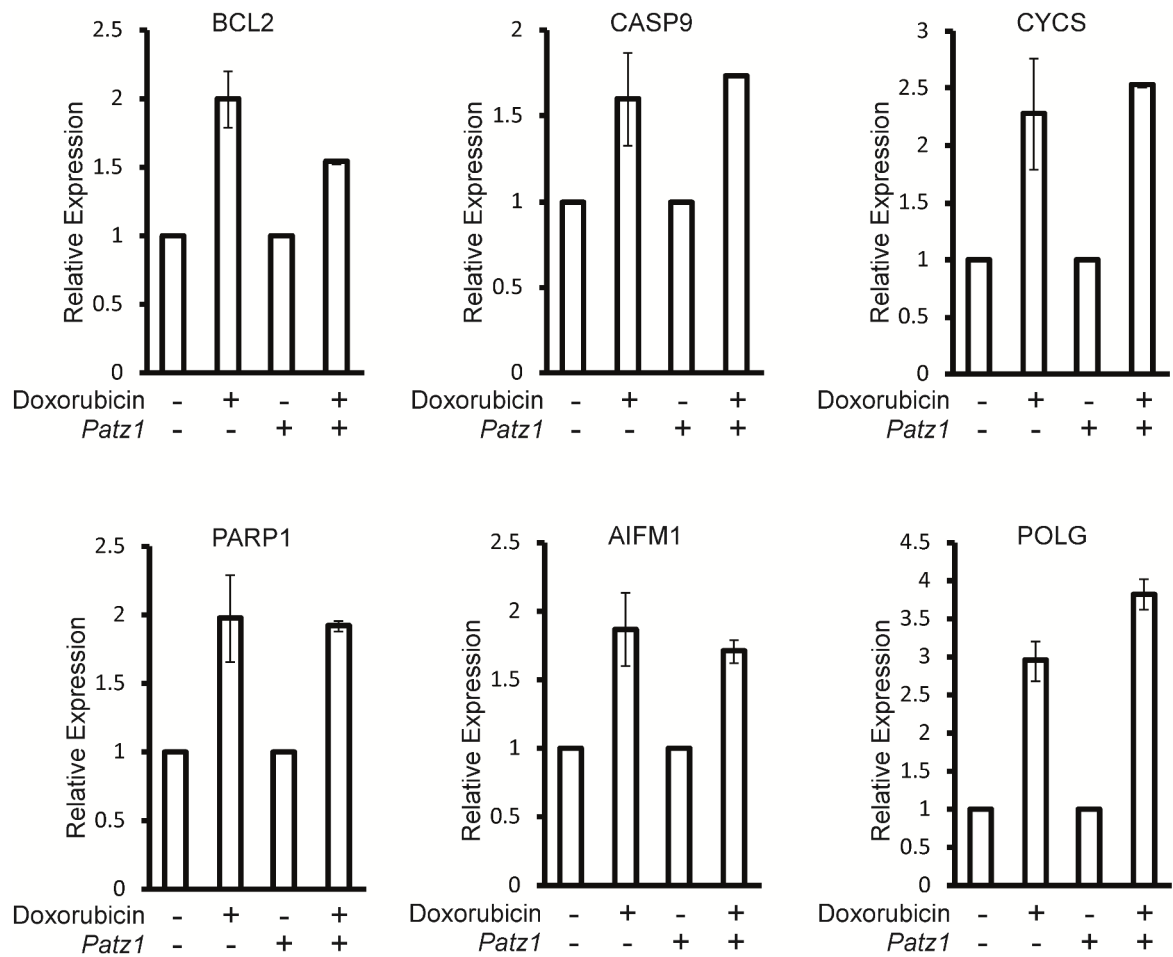 BCL2
2.5
2
1.5
1
0.5
0
Relative Expression
Doxorubicin - + - +
Patz1 - - + +
CASP9
2
1.5
1
0.5
0
Relative Expression
- + - +
Doxorubicin
Patz1 - - + +
CYCS
3
2.5
2
1.5
1
0.5
0
Relative Expression
Doxorubicin - + - +
Patz1 - - + +
PARP1
2.5
2
1.5
1
0.5
0
Relative Expression
Doxorubicin - + - +
Patz1 - - + +
AIFM1
2.5
2
1.5
1
0.5
0
Relative Expression
Doxorubicin - + - +
Patz1 - - + +
POLG
4.5
4
3.5
3
2.5
2
1.5
1
0.5
0
Relative Expression
Doxorubicin - + - +
Patz1 - - + +